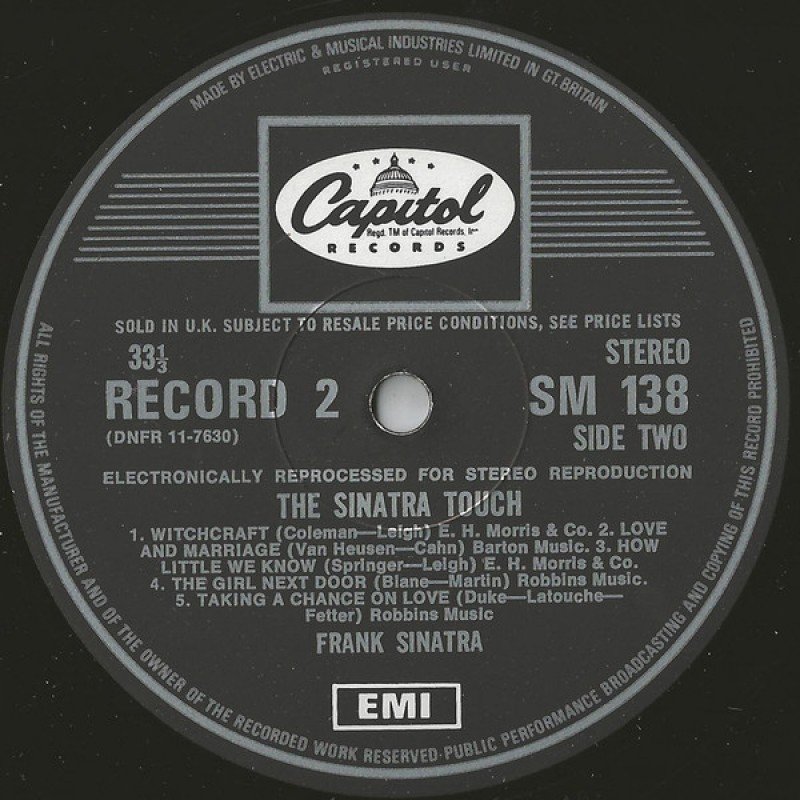 MADE BY ELECTRIC & MUSICAL INDUSTRIES LIMITED IN GT. BRITAIN
REGISTERED USER
Capitol
Regd. TM of Capitol Records, Inc
RECORDS
SOLD IN U.K. SUBJECT TO RESALE PRICE CONDITIONS, SEE PRICE LISTS
33⅓ STEREO
RECORD 2 SM 138
(DNFR 11-7630) SIDE TWO
ELECTRONICALLY REPROCESSED FOR STEREO REPRODUCTION
THE SINATRA TOUCH
1. WITCHCRAFT (Coleman—Leigh) E. H. Morris & Co. 2. LOVE
AND MARRIAGE (Van Heusen—Cahn) Barton Music. 3. HOW
LITTLE WE KNOW (Springer—Leigh) E. H. Morris & Co.
4. THE GIRL NEXT DOOR (Blane—Martin) Robbins Music.
5. TAKING A CHANCE ON LOVE (Duke—Latouche—
Fetter) Robbins Music
FRANK SINATRA
EMI
ALL RIGHTS OF THE MANUFACTURER AND OF THE OWNER OF THE RECORDED WORK RESERVED·PUBLIC PERFORMANCE BROADCASTING AND COPYING OF THIS RECORD PROHIBITED